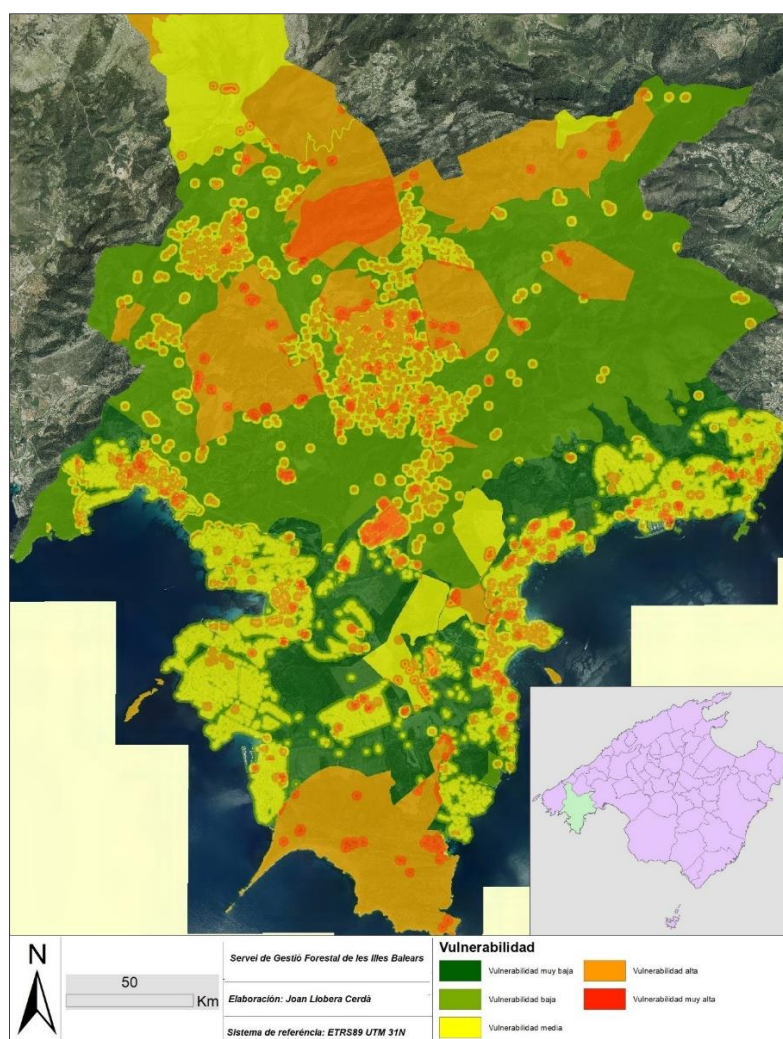 N
50
Km
Servei de Gestió Forestal de les Illes Balears
Elaboración: Joan Llobera Cerdà
Sistema de referéncia: ETRS89 UTM 31N
Vulnerabilidad
Vulnerabilidad muy baja
Vulnerabilidad baja
Vulnerabilidad media
Vulnerabilidad alta
Vulnerabilidad muy alta